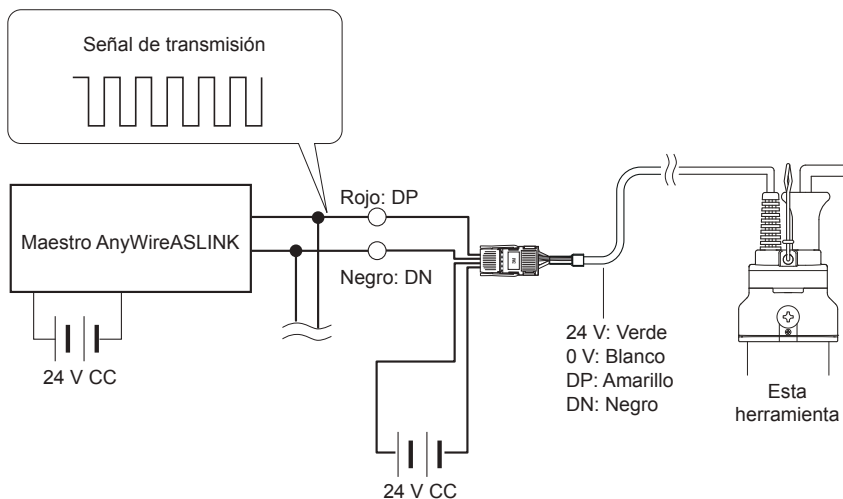 Señal de transmisión
Rojo: DP
Maestro AnyWireASLINK
Negro: DN
24 V CC
24 V: Verde
0 V: Blanco
DP: Amarillo
DN: Negro
Esta
herramienta
24 V CC